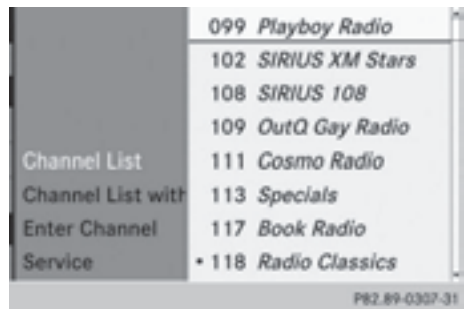 099 Playboy Radio
102 SIRIUS XM Stars
108 SIRIUS 108
109 OutQ Gay Radio
Channel List 111 Cosmo Radio
Channel List with 113 Specials
Enter Channel 117 Book Radio
Service • 118 Radio Classics
P82.89-0307-31